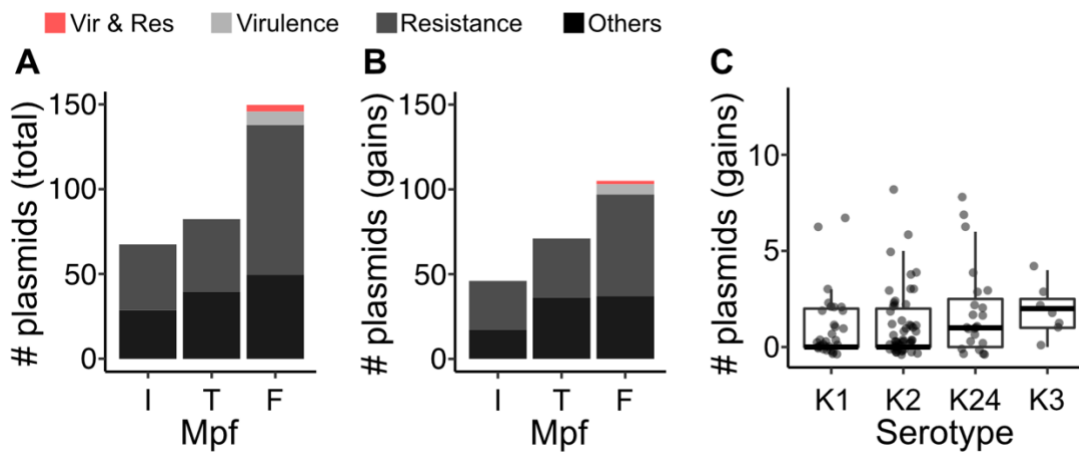 Vir & Res Virulence Resistance Others
A B C
# plasmids (total)
150
100
50
0
I T F
Mpf
# plasmids (gains)
150
100
50
0
I T F
Mpf
# plasmids (gains)
10
5
0
K1 K2 K24 K3
Serotype